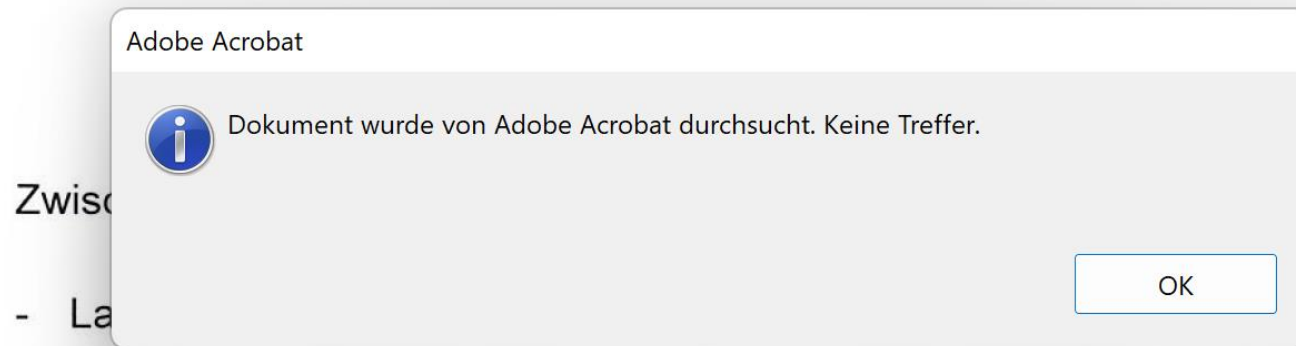 Adobe Acrobat
Dokument wurde von Adobe Acrobat durchsucht. Keine Treffer.
OK